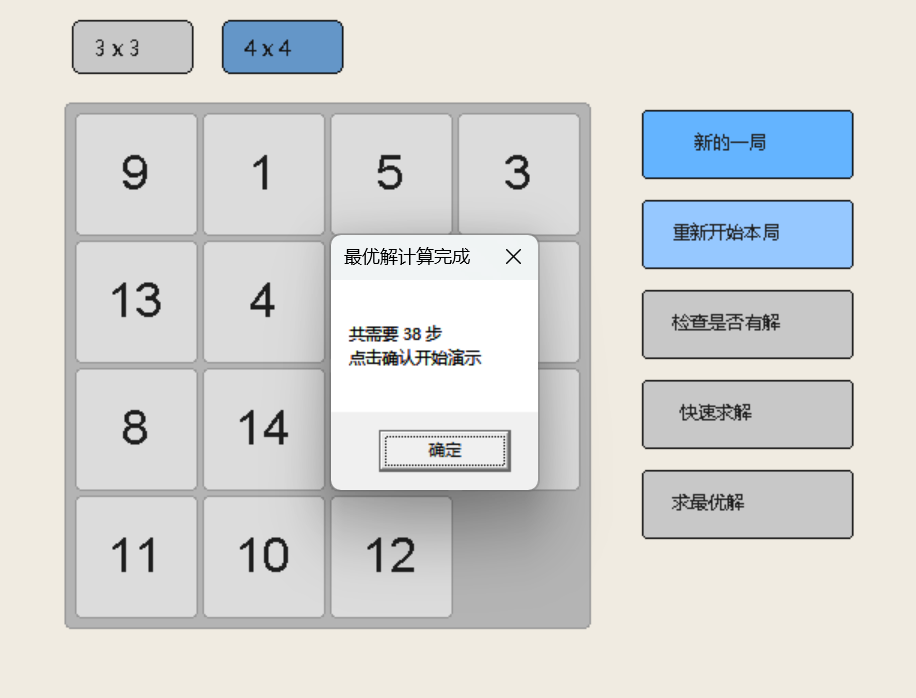 3 x 3
4 x 4
9 1 5 3
新的一局
重新开始本局
最优解计算完成
13 4
检查是否有解
共需要 38 步
点击确认开始演示
8 14
快速求解
确定
求最优解
11 10 12